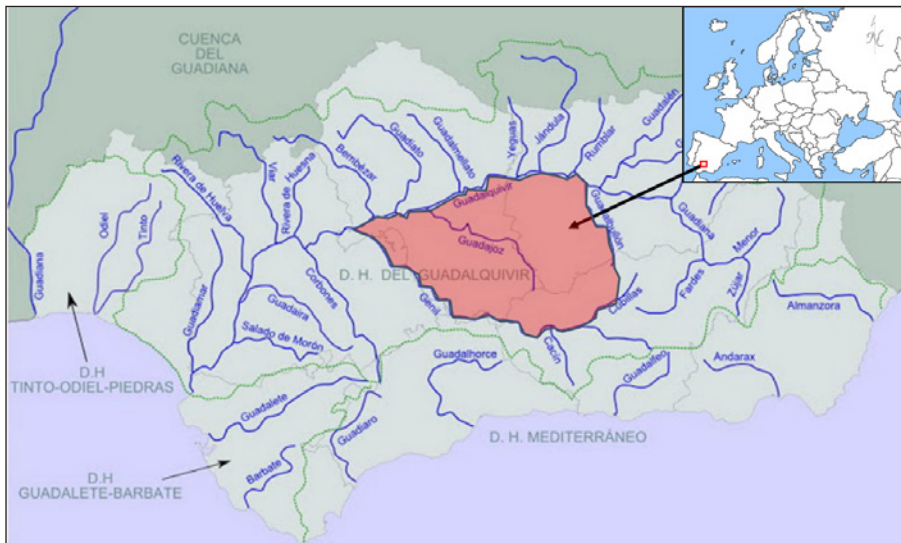 CUENCA
DEL
GUADIANA
Guadiana
Odiel
Tinto
Rivera de Huelva
Viar
Rivera de Huesna
Bembézar
Guadiato
Guadalmellato
Yeguas
Jándula
Rumblar
Guadalén
Guadalquivir
Guadajoz
Guadalbullón
Guadiana
Menor
D. H. DEL GUADALQUIVIR
Genil
Corbones
Guadaira
Guadiamar
Salado de Morón
Cubillas
Fardes
Zújar
Almanzora
Cacín
Guadalfeo
Andarax
Guadalhorce
Guadalete
Guadiaro
Barbate
D.H
TINTO-ODIEL-PIEDRAS
D. H. MEDITERRÁNEO
D.H
GUADALETE-BARBATE